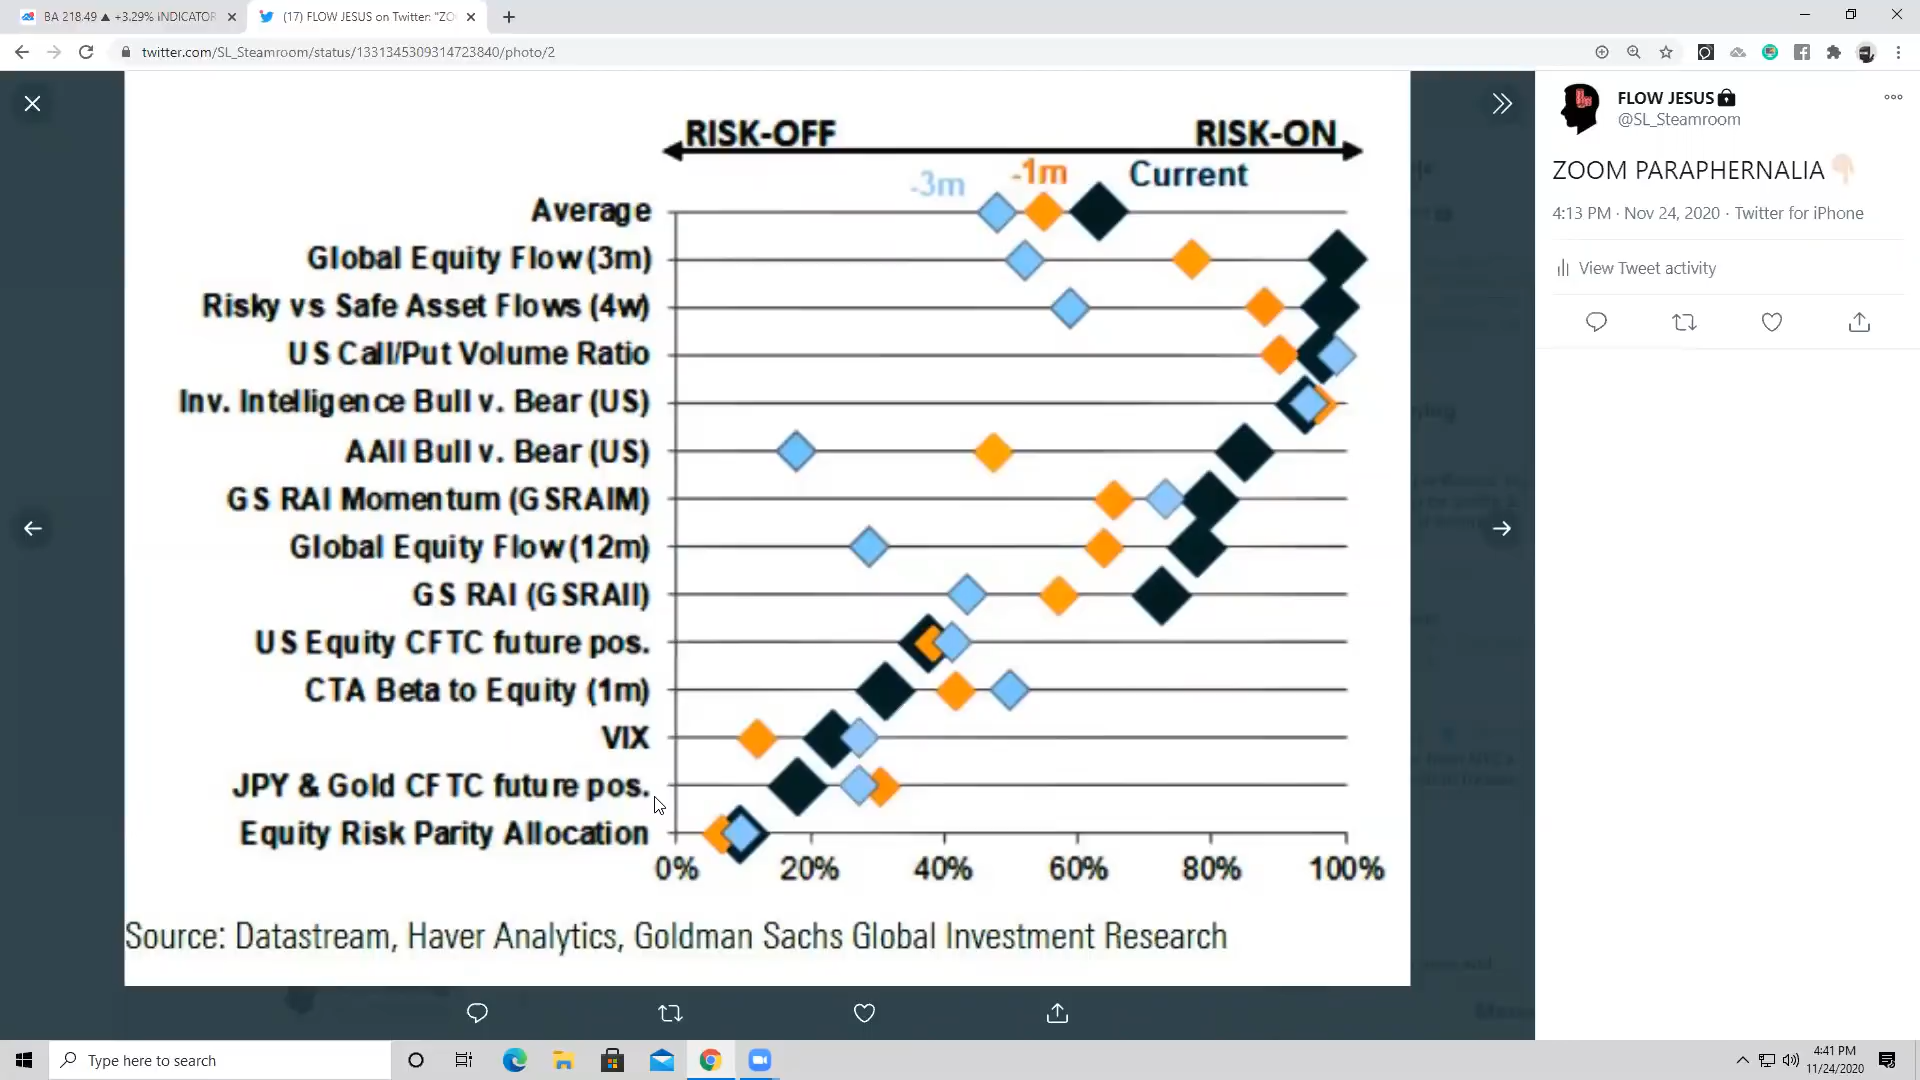 BA 218.49 ▲ +3.29% INDICATOR
(17) FLOW JESUS on Twitter: "ZO
twitter.com/SL_Steamroom/status/1331345309314723840/photo/2
RISK-OFF RISK-ON
-3m -1m Current
Average
Global Equity Flow (3m)
Risky vs Safe Asset Flows (4w)
US Call/Put Volume Ratio
Inv. Intelligence Bull v. Bear (US)
AAII Bull v. Bear (US)
GS RAI Momentum (GSRAIM)
Global Equity Flow (12m)
GS RAI (GSRAII)
US Equity CFTC future pos.
CTA Beta to Equity (1m)
VIX
JPY & Gold CFTC future pos.
Equity Risk Parity Allocation
0% 20% 40% 60% 80% 100%
Source: Datastream, Haver Analytics, Goldman Sachs Global Investment Research
FLOW JESUS
@SL_Steamroom
ZOOM PARAPHERNALIA
4:13 PM · Nov 24, 2020 · Twitter for iPhone
View Tweet activity
Type here to search
4:41 PM
11/24/2020